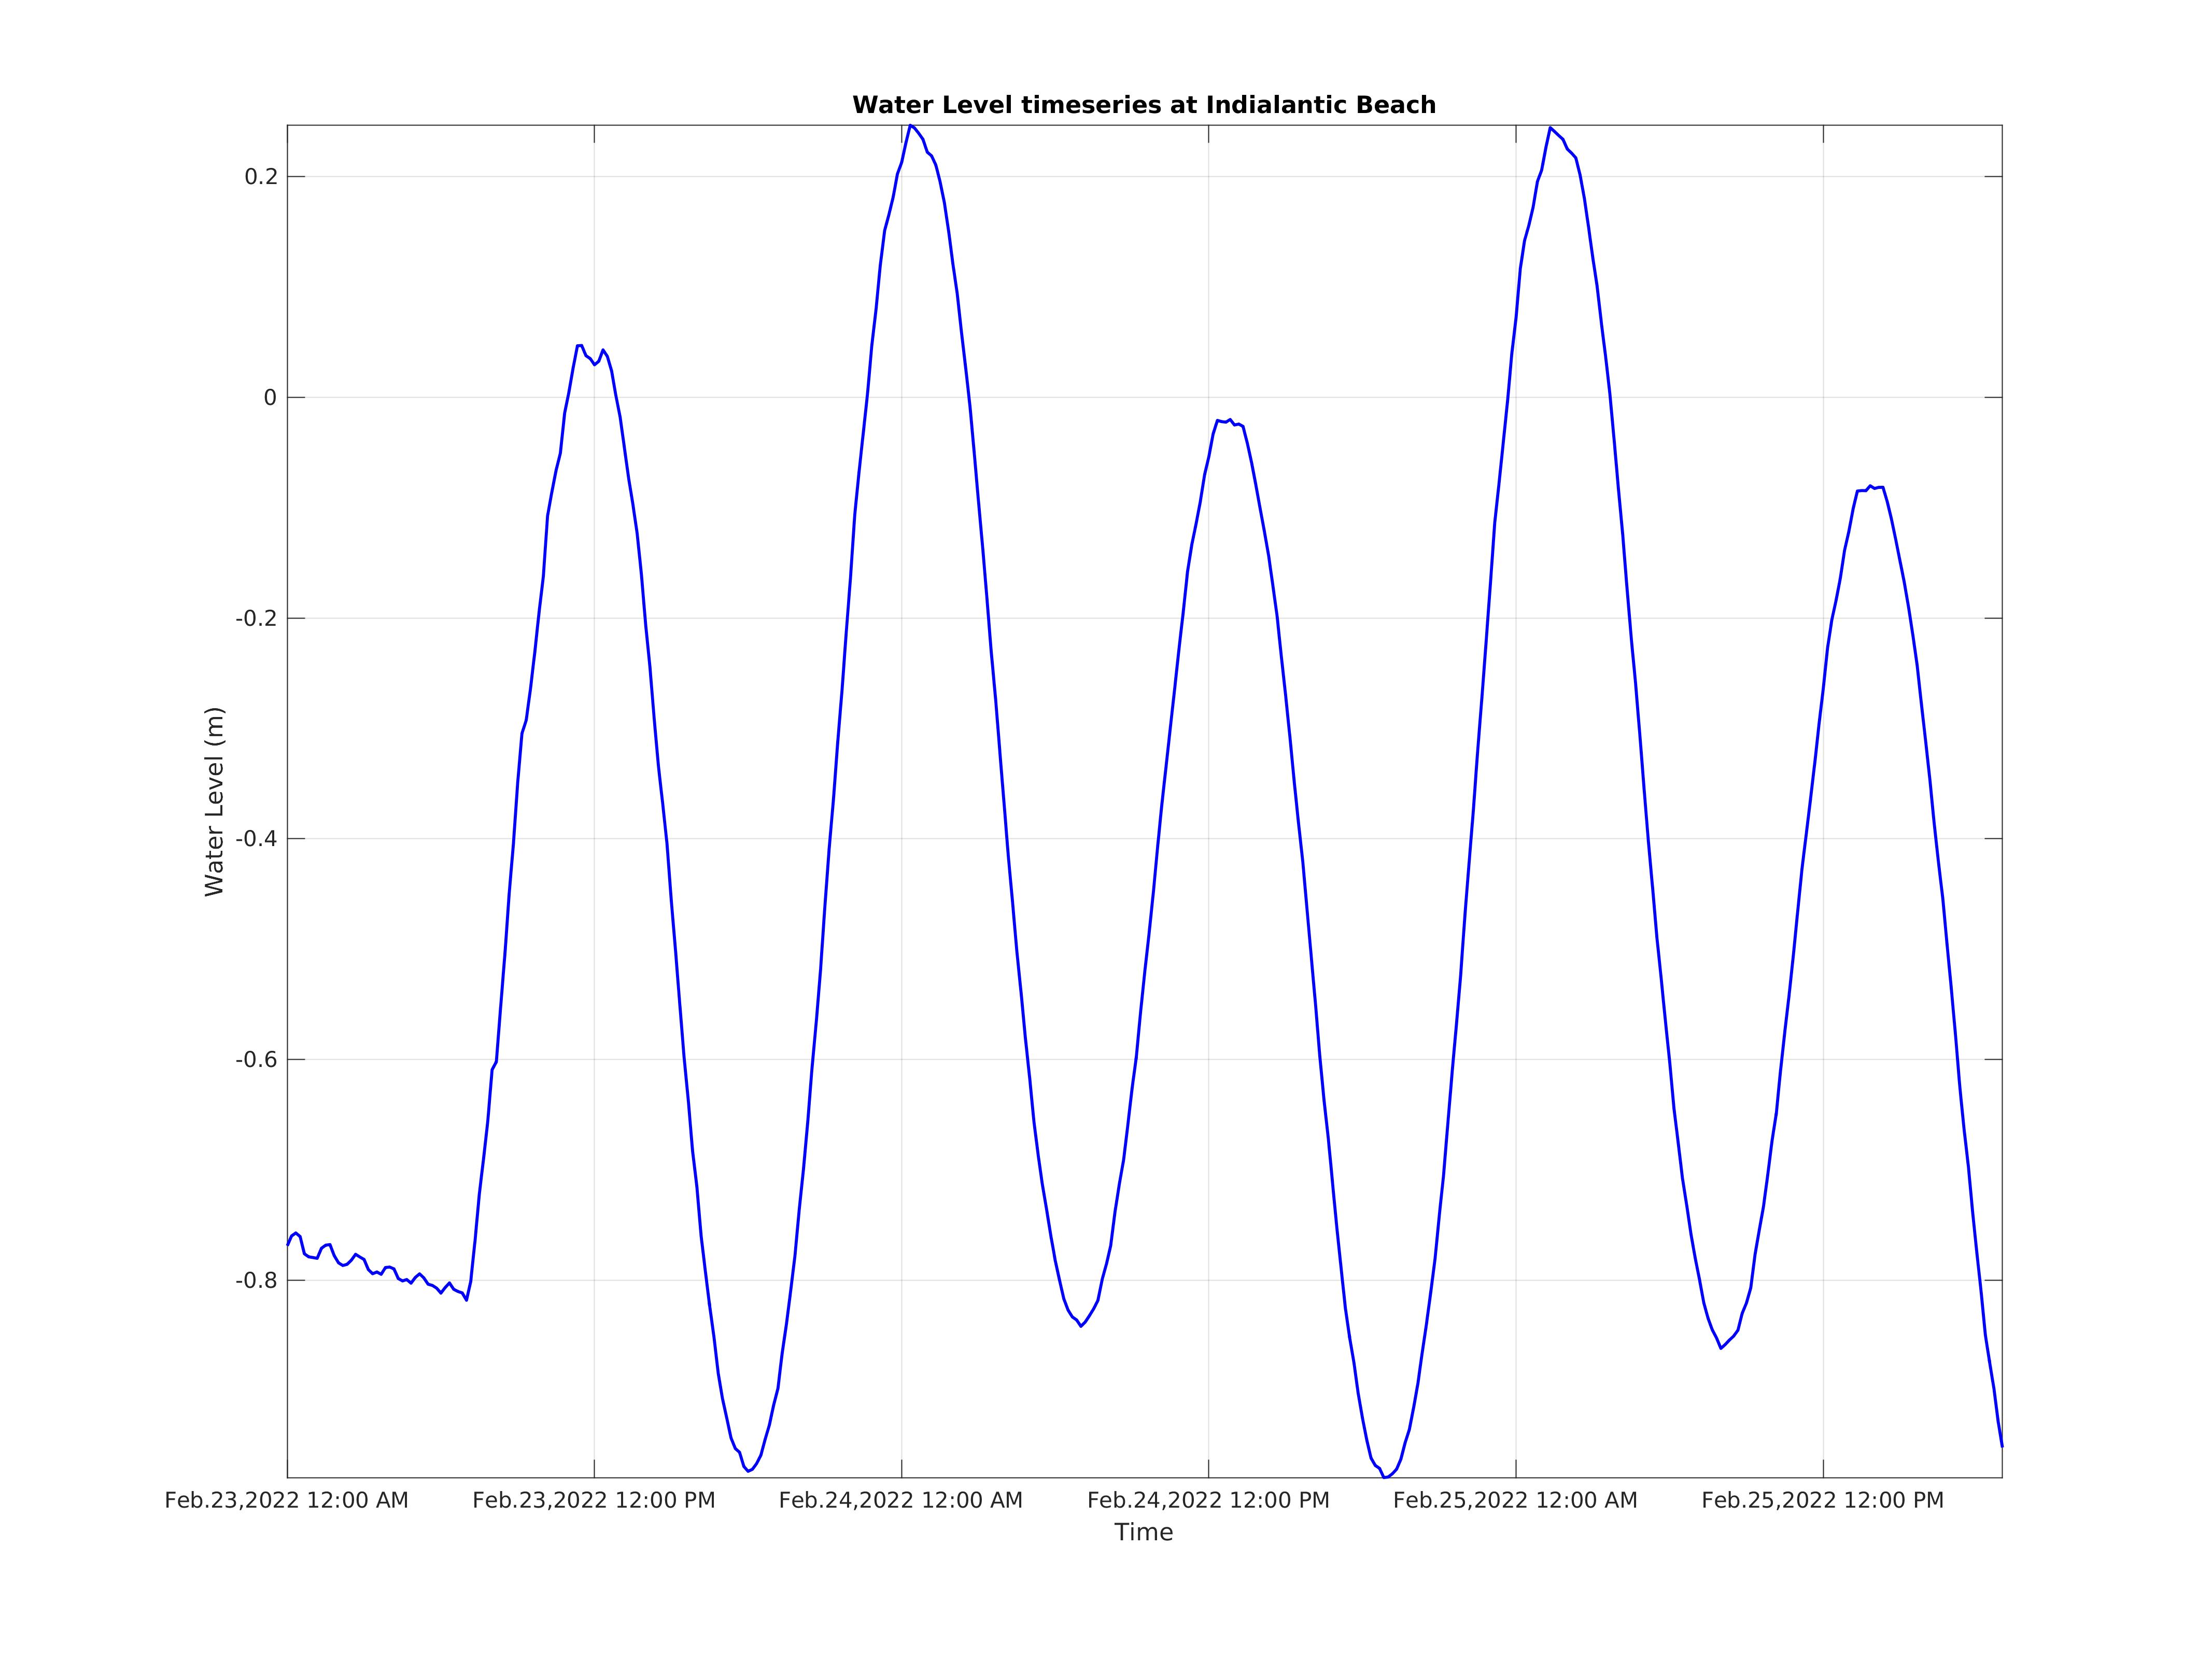 Water Level timeseries at Indialantic Beach
0.2
0
-0.2
-0.4
-0.6
-0.8
Water Level (m)
Feb.23,2022 12:00 AM
Feb.23,2022 12:00 PM
Feb.24,2022 12:00 AM
Feb.24,2022 12:00 PM
Feb.25,2022 12:00 AM
Feb.25,2022 12:00 PM
Time